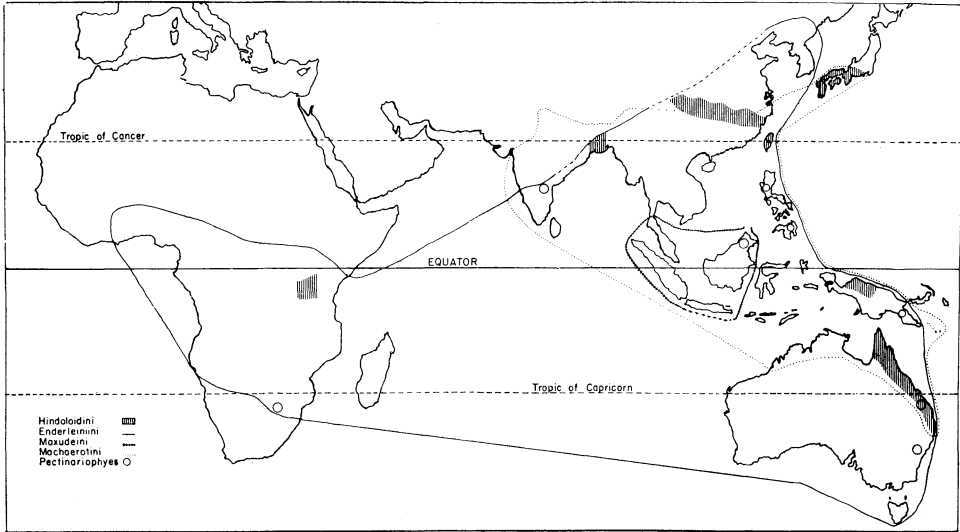 Tropic of Cancer
EQUATOR
Tropic of Capricorn
Hindoloidini
Enderleiniini
Maxudeini
Machaerotini
Pectinariophyes